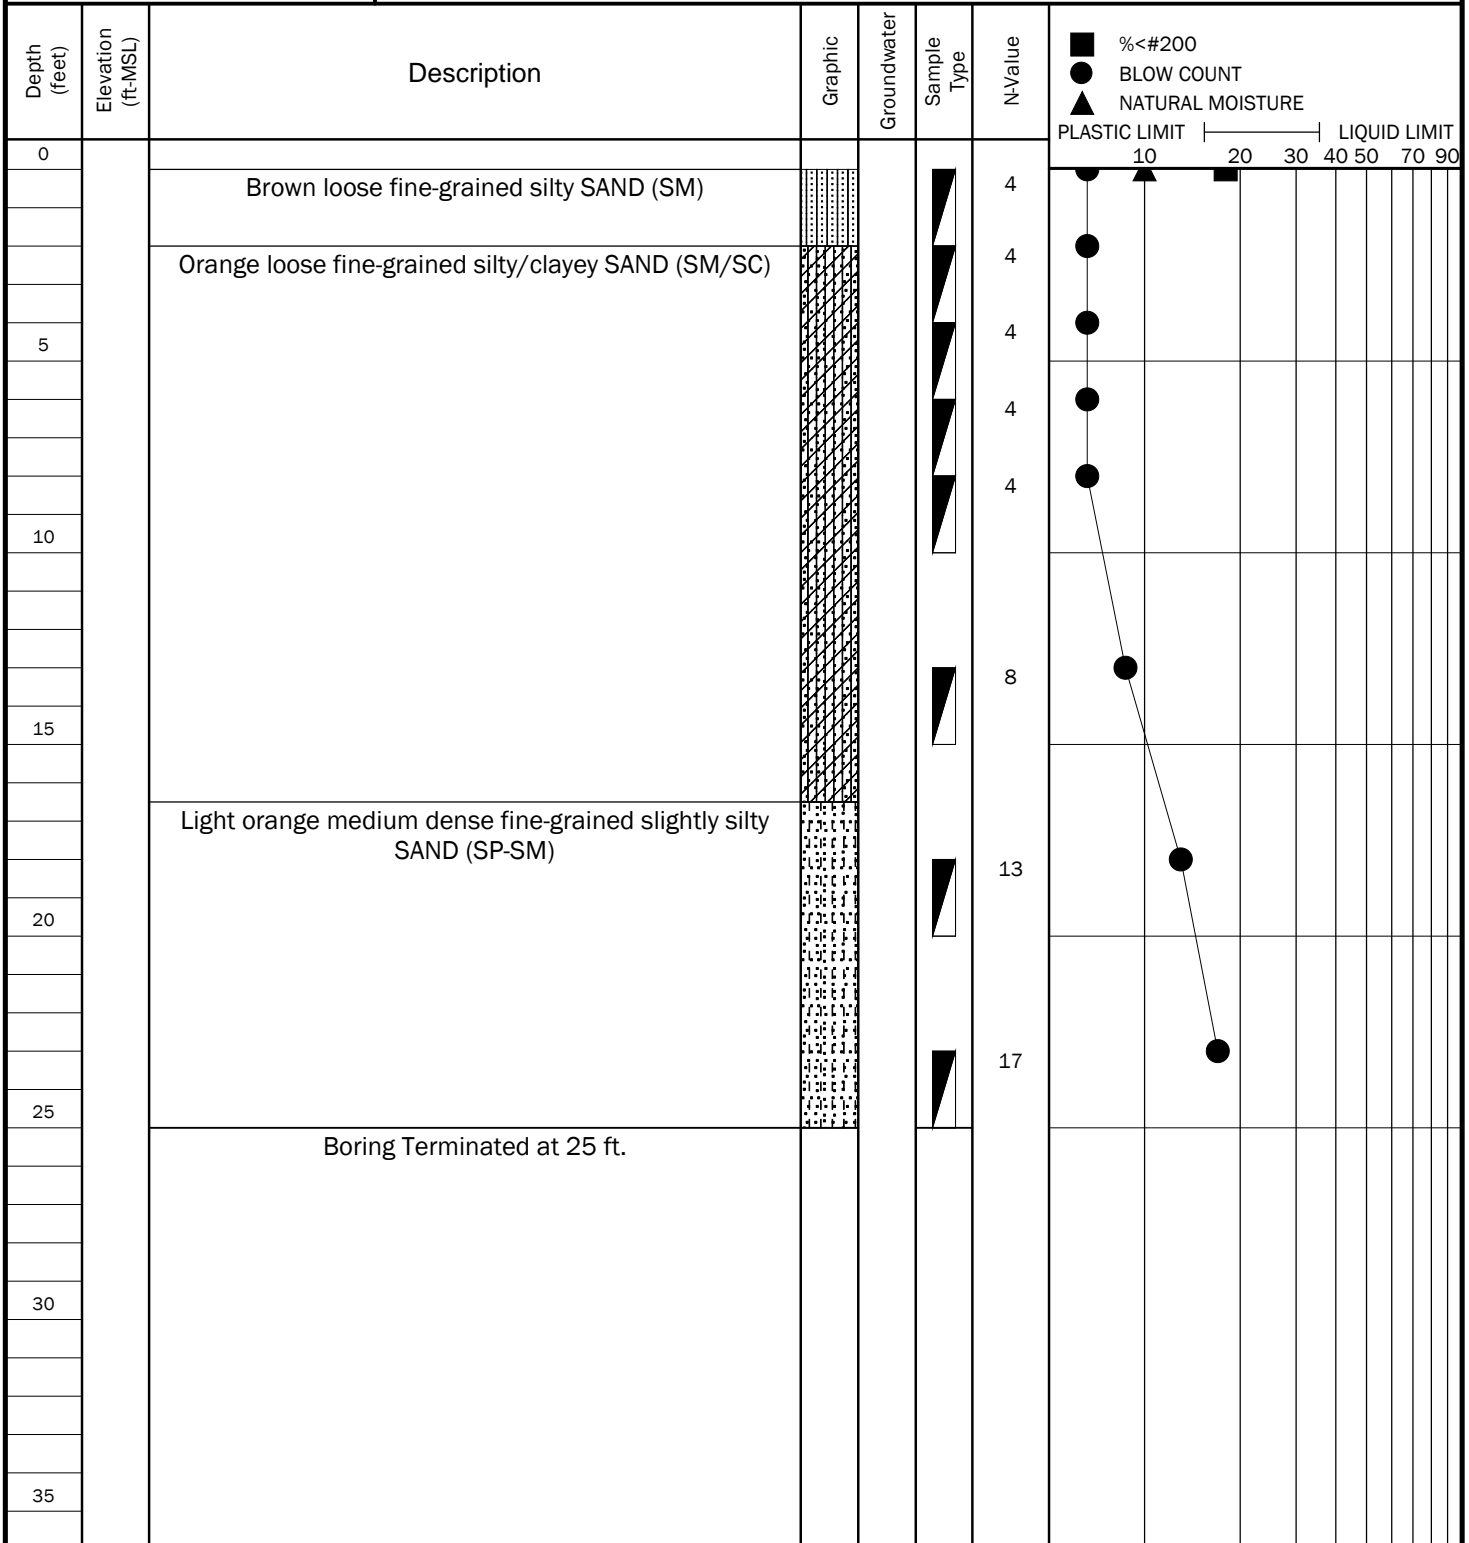 Depth
(feet)
Elevation
(ft-MSL)
Description
Graphic
Groundwater
Sample
Type
N-Value
%<#200
BLOW COUNT
NATURAL MOISTURE
PLASTIC LIMIT LIQUID LIMIT
10 20 30 40 50 70 90
0
Brown loose fine-grained silty SAND (SM)
4
Orange loose fine-grained silty/clayey SAND (SM/SC)
4
5
4
4
4
10
8
15
Light orange medium dense fine-grained slightly silty
SAND (SP-SM)
13
20
17
25
Boring Terminated at 25 ft.
30
35